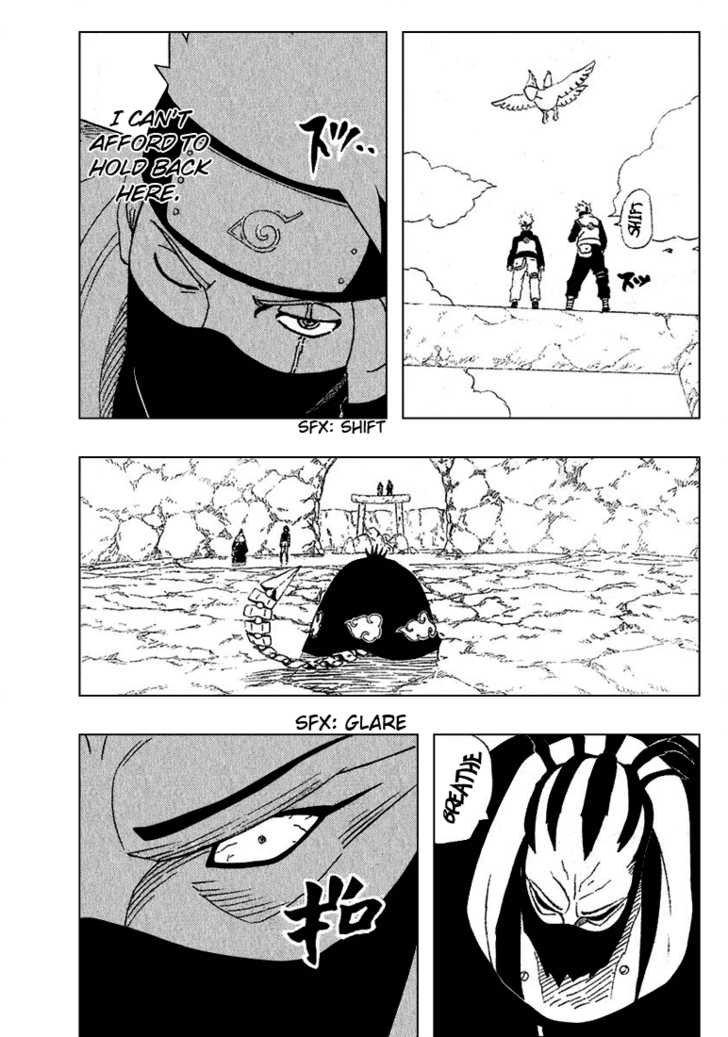 SHIFT
ズッ
ズッ‥
I CAN'T
AFFORD TO
HOLD BACK
HERE.
SFX: SHIFT
SFX: GLARE
BREATHE
ギロ